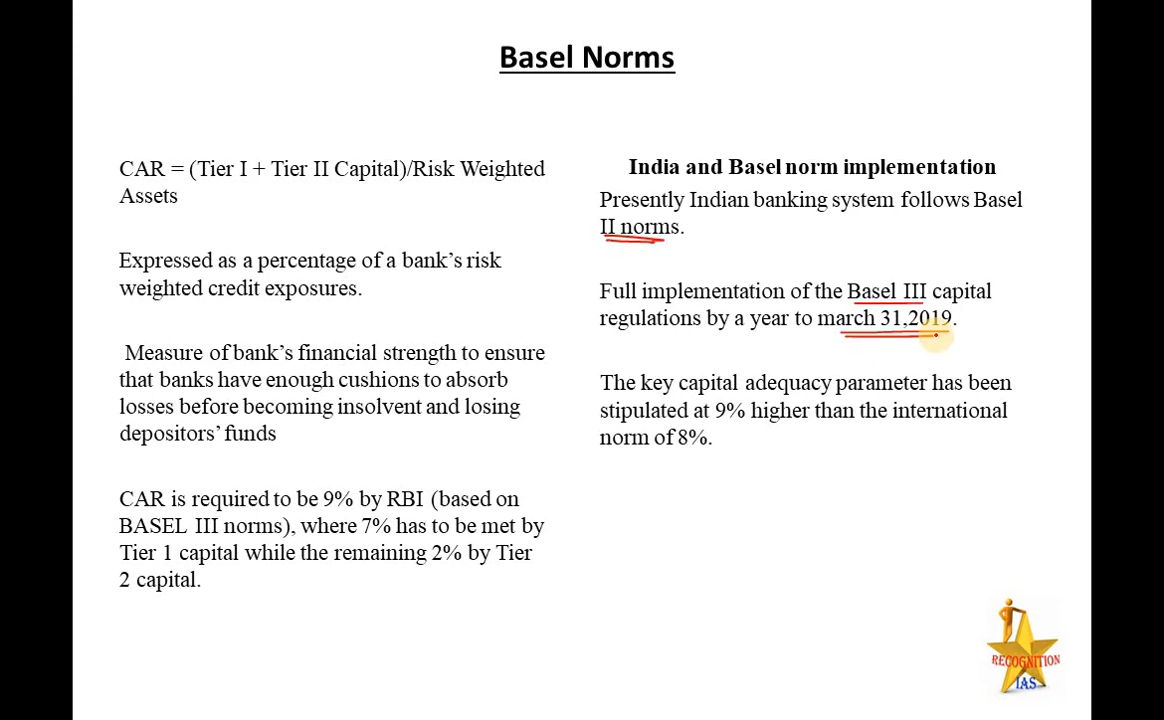 Basel Norms
CAR = (Tier I + Tier II Capital)/Risk Weighted
Assets
Expressed as a percentage of a bank's risk
weighted credit exposures.
Measure of bank's financial strength to ensure
that banks have enough cushions to absorb
losses before becoming insolvent and losing
depositors' funds
CAR is required to be 9% by RBI (based on
BASEL III norms), where 7% has to be met by
Tier 1 capital while the remaining 2% by Tier
2 capital.
India and Basel norm implementation
Presently Indian banking system follows Basel
II norms.
Full implementation of the Basel III capital
regulations by a year to march 31,2019.
The key capital adequacy parameter has been
stipulated at 9% higher than the international
norm of 8%.
RECOGNITION
IAS